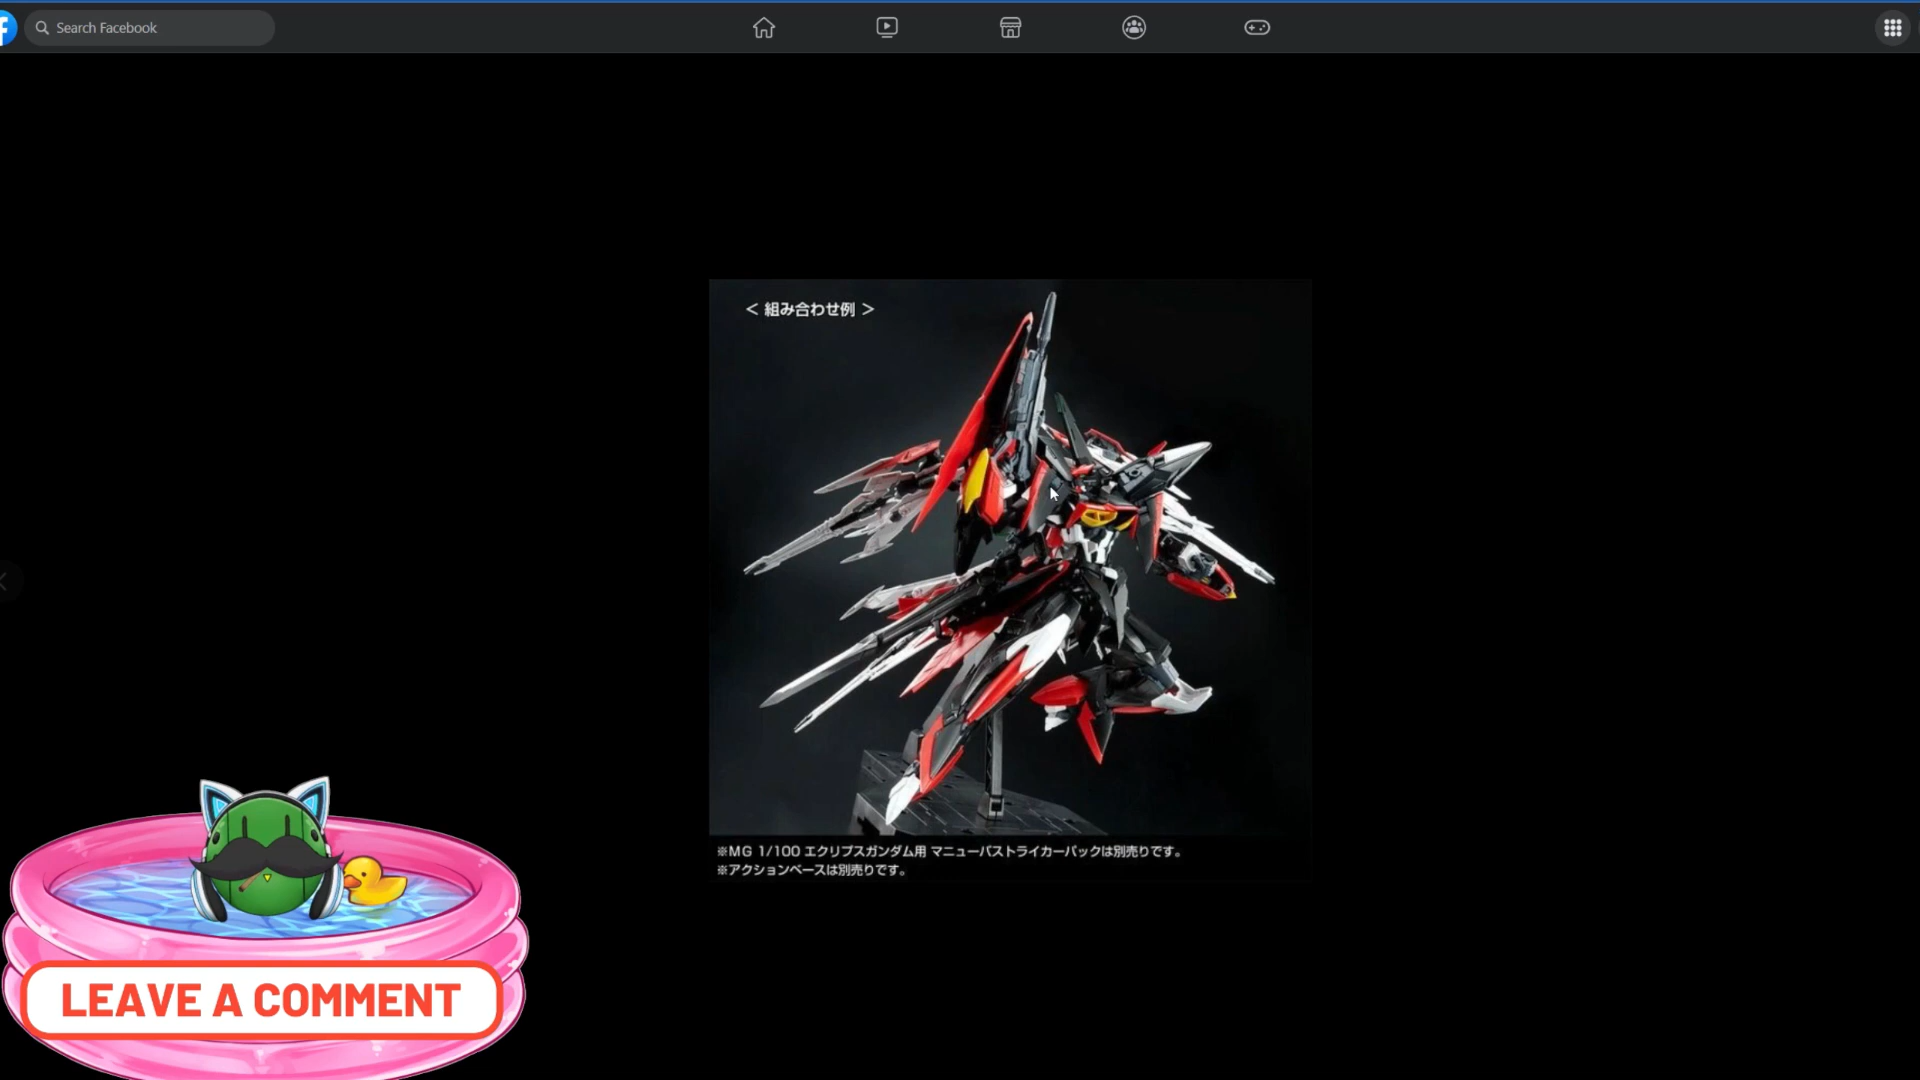 Search Facebook
< 組み合わせ例 >
※MG 1/100 エクリプスガンダム用 マニューバストライカーパックは別売りです。
※アクションベースは別売りです。
LEAVE A COMMENT